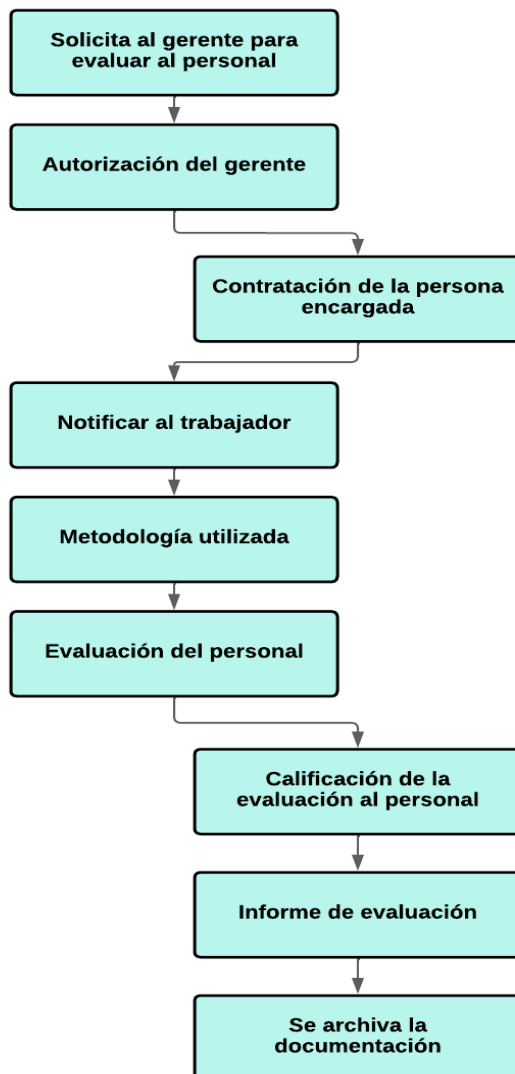 Solicita al gerente para
evaluar al personal
Autorización del gerente
Contratación de la persona
encargada
Notificar al trabajador
Metodología utilizada
Evaluación del personal
Calificación de la
evaluación al personal
Informe de evaluación
Se archiva la
documentación